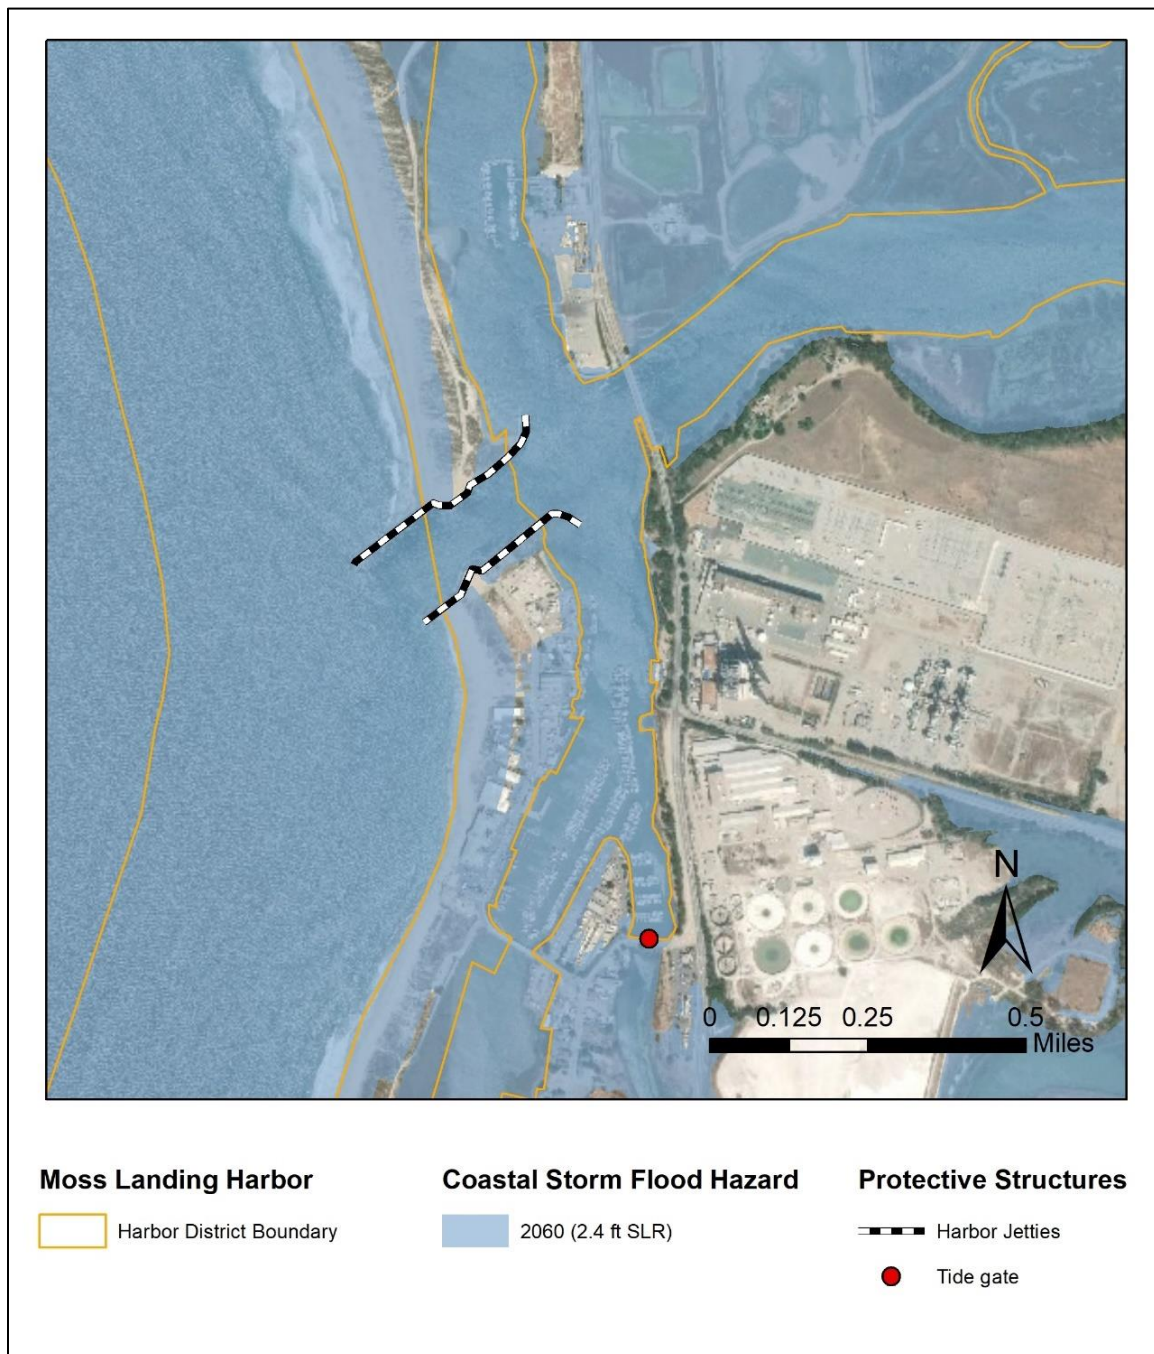 N
0 0.125 0.25 0.5
Miles
Moss Landing Harbor
Harbor District Boundary
Coastal Storm Flood Hazard
2060 (2.4 ft SLR)
Protective Structures
Harbor Jetties
Tide gate